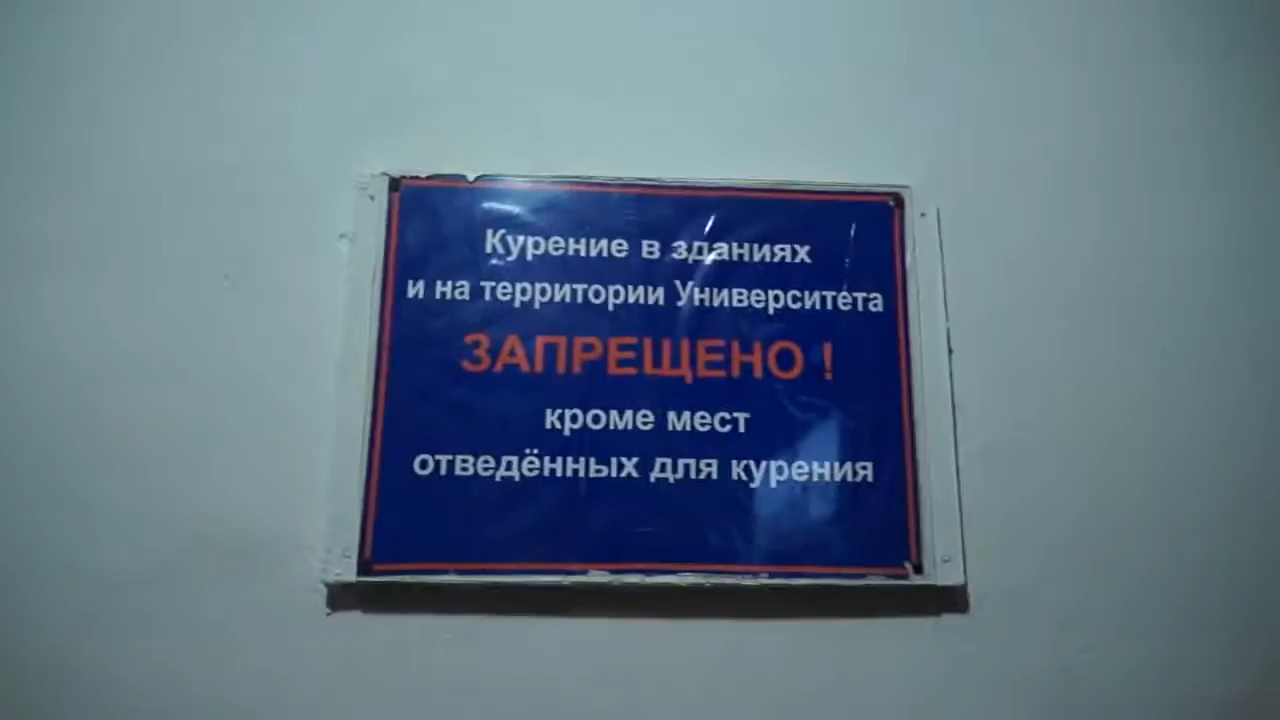 Курение в зданиях
и на территории Университета
ЗАПРЕЩЕНО !
кроме мест
отведённых для курения